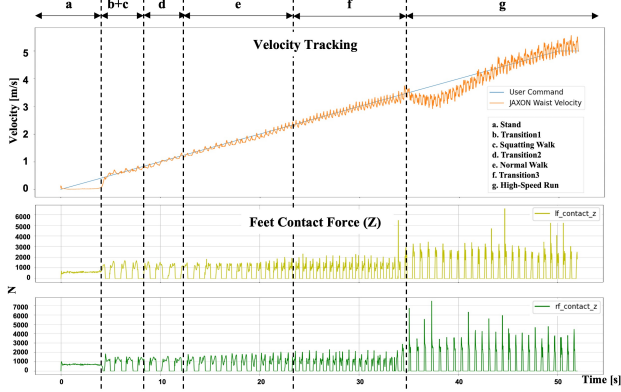 a b+c d e f g
Velocity Tracking
Velocity [m/s]
5
4
3
2
1
0
User Command
JAXON Waist Velocity
a. Stand
b. Transition1
c. Squatting Walk
d. Transition2
e. Normal Walk
f. Transition3
g. High-Speed Run
Feet Contact Force (Z)
lf_contact_z
6000
5000
4000
3000
2000
1000
0
N
rf_contact_z
7000
6000
5000
4000
3000
2000
1000
0
0 10 20 30 40 50
Time [s]